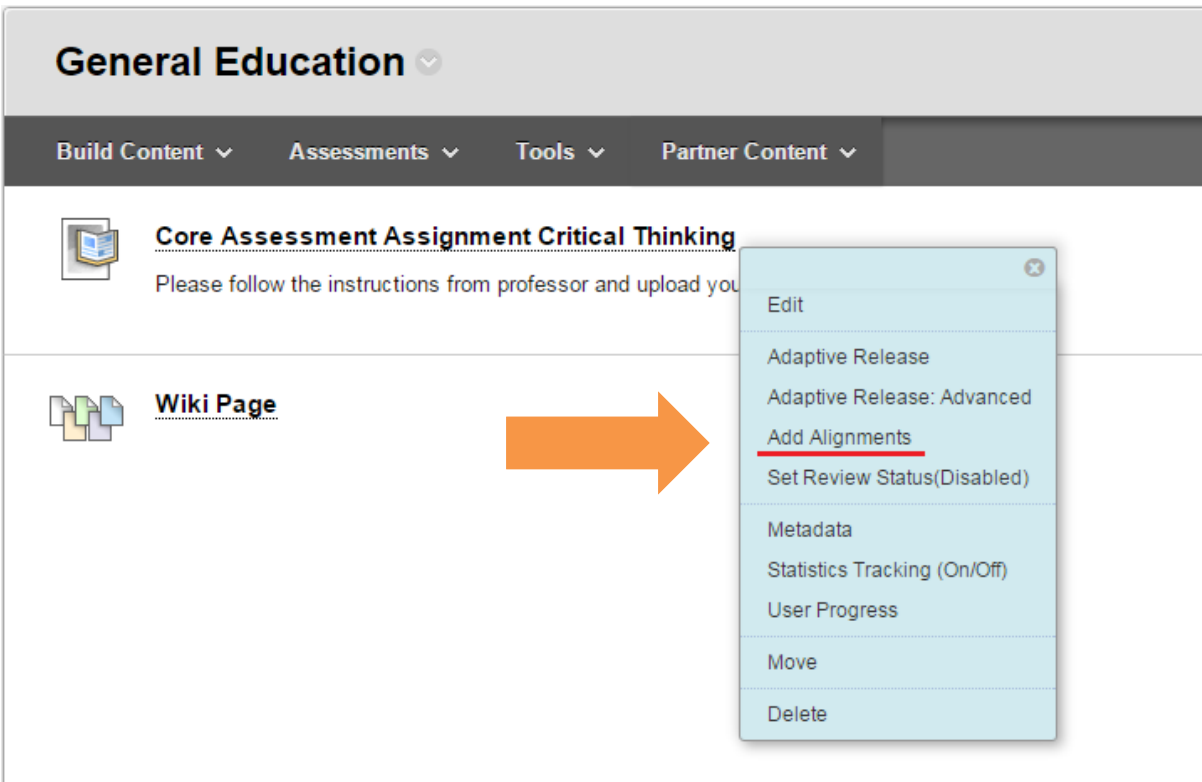 General Education
Build Content Assessments Tools Partner Content
Core Assessment Assignment Critical Thinking
Please follow the instructions from professor and upload you
Edit
Adaptive Release
Adaptive Release: Advanced
Add Alignments
Set Review Status(Disabled)
Metadata
Statistics Tracking (On/Off)
User Progress
Move
Delete
Wiki Page